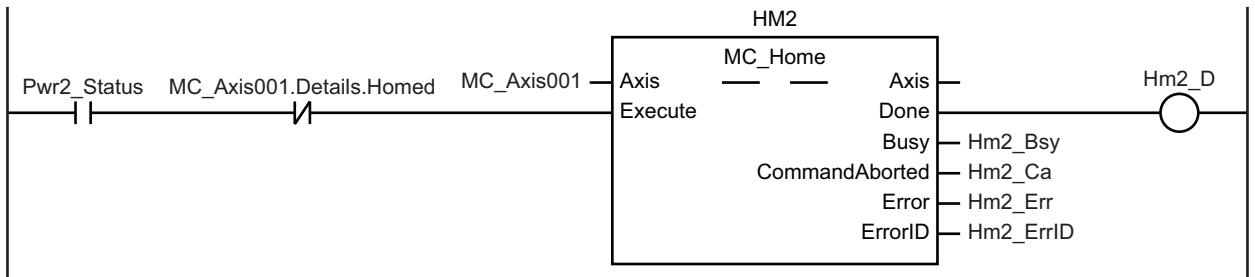 HM2
MC_Home
Pwr2_Status MC_Axis001.Details.Homed MC_Axis001 Axis Axis Hm2_D
Execute Done
Busy Hm2_Bsy
CommandAborted Hm2_Ca
Error Hm2_Err
ErrorID Hm2_ErrID